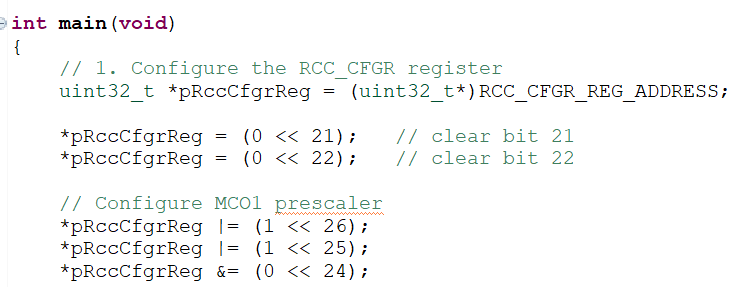 int main(void)
{
// 1. Configure the RCC_CFGR register
uint32_t *pRccCfgrReg = (uint32_t*)RCC_CFGR_REG_ADDRESS;
*pRccCfgrReg = (0 << 21);   // clear bit 21
*pRccCfgrReg = (0 << 22);   // clear bit 22
// Configure MCO1 prescaler
*pRccCfgrReg |= (1 << 26);
*pRccCfgrReg |= (1 << 25);
*pRccCfgrReg &= (0 << 24);